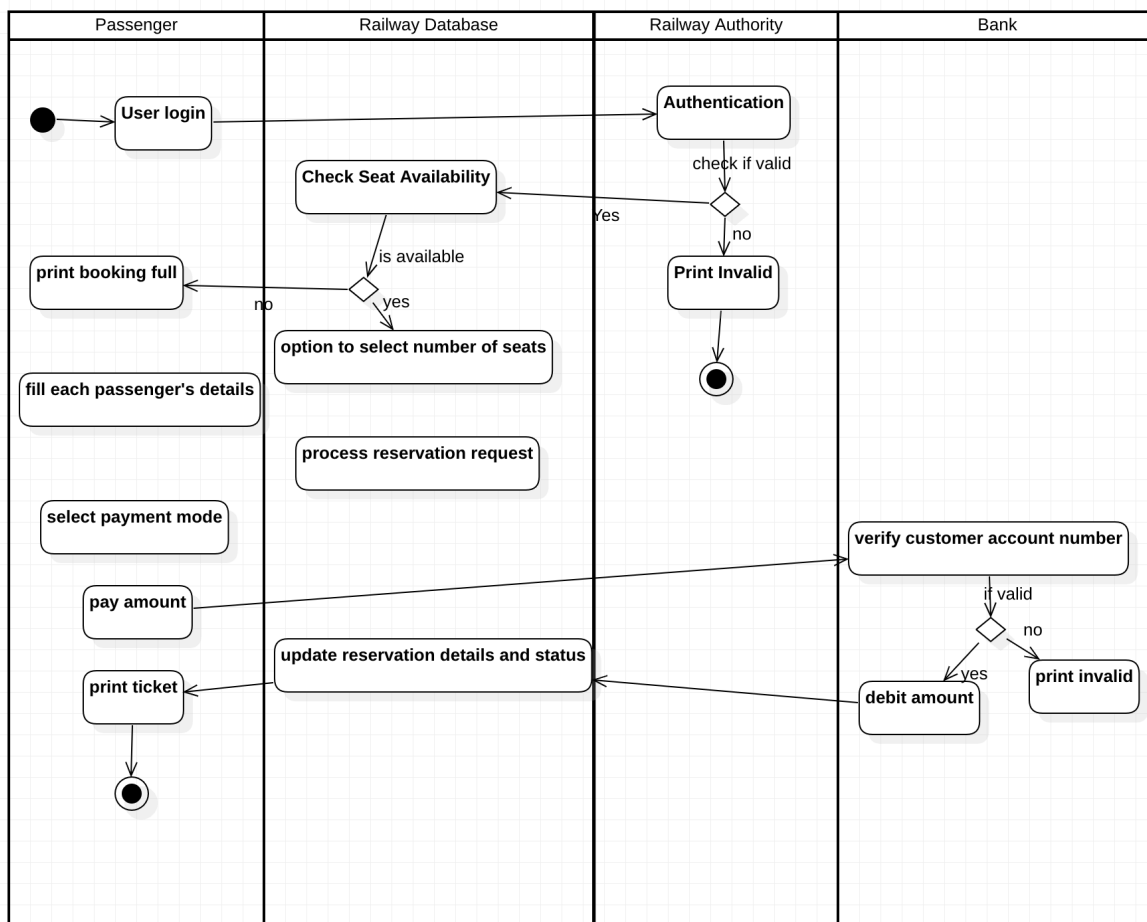 Passenger
Railway Database
Railway Authority
Bank
User login
Authentication
check if valid
Check Seat Availability
Yes
no
is available
print booking full
Print Invalid
no
yes
option to select number of seats
fill each passenger's details
process reservation request
select payment mode
verify customer account number
if valid
pay amount
no
update reservation details and status
print ticket
yes
print invalid
debit amount